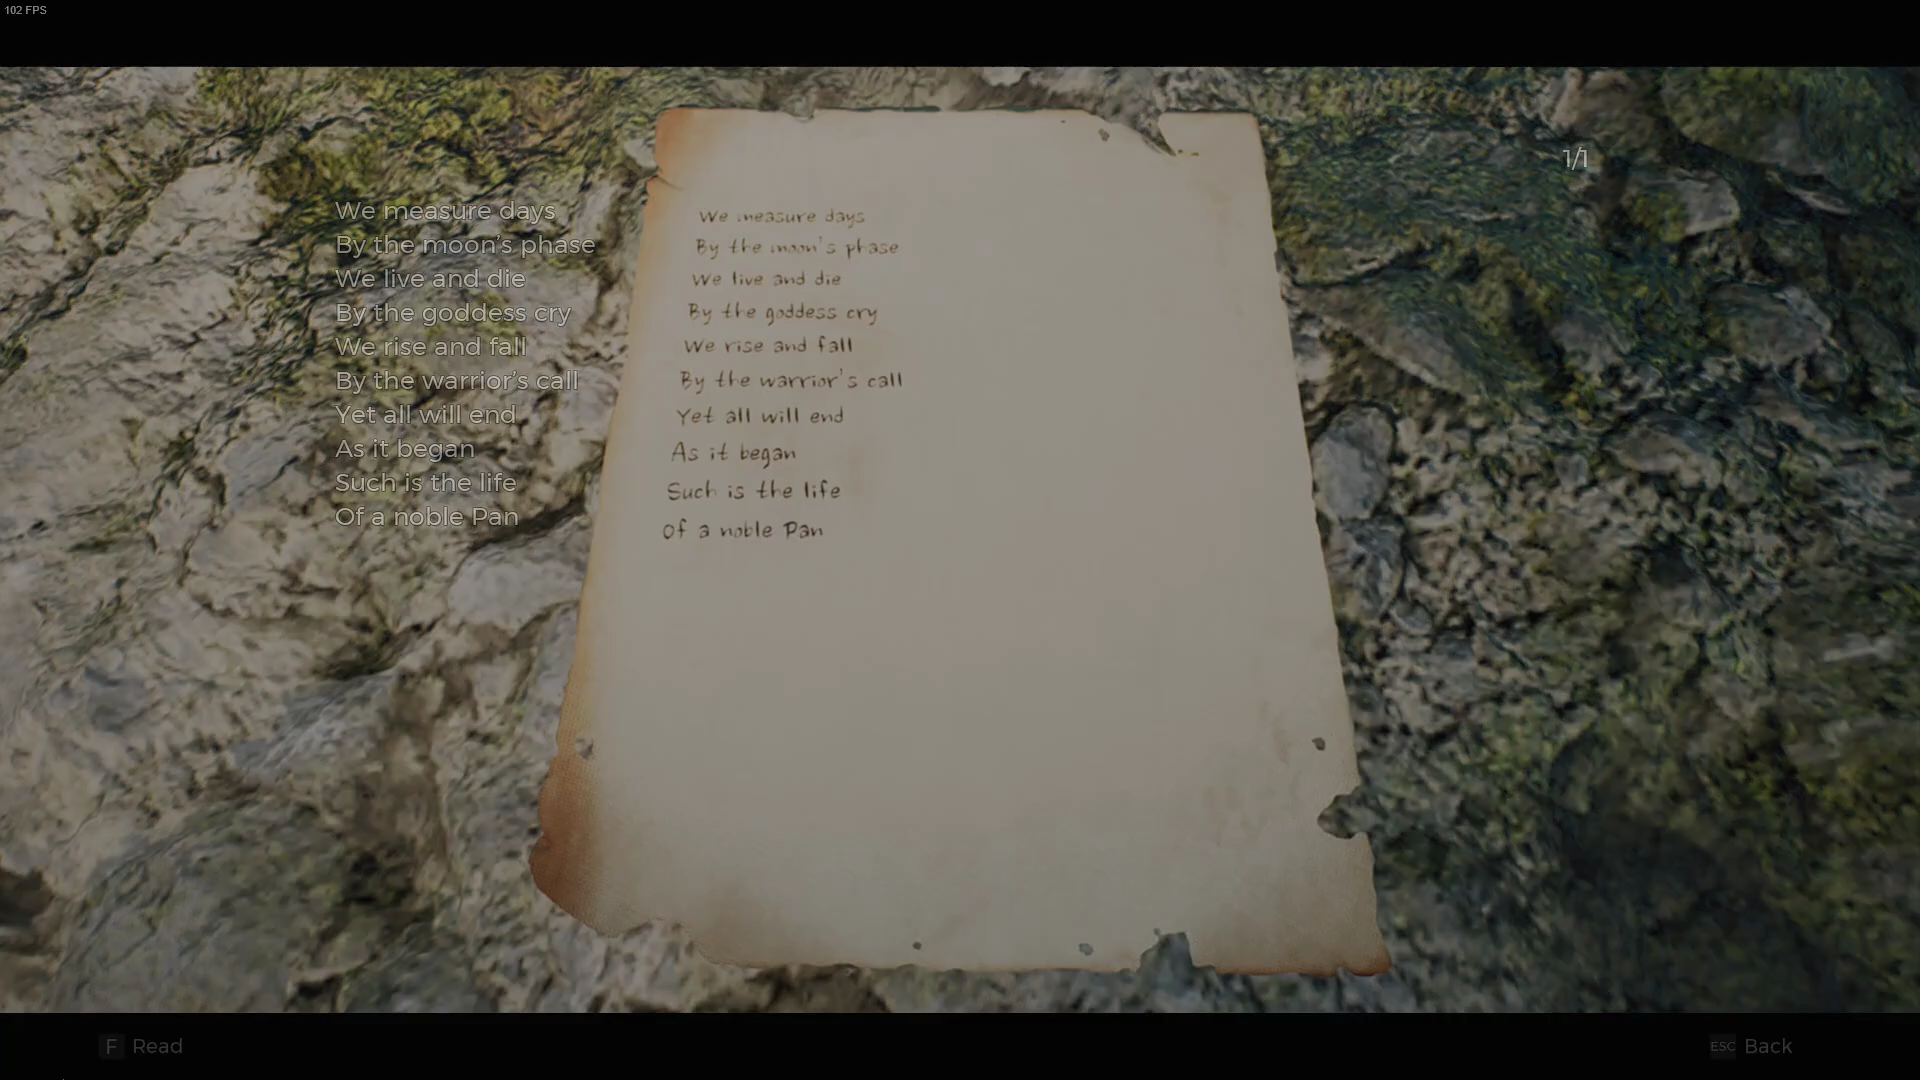 102 FPS
1/1
We measure days
By the moon's phase
We live and die
By the goddess cry
We rise and fall
By the warrior's call
Yet all will end
As it began
Such is the life
Of a noble Pan
We measure days
By the moon's phase
We live and die
By the goddess cry
We rise and fall
By the warrior's call
Yet all will end
As it began
Such is the life
Of a noble Pan
F Read
ESC Back